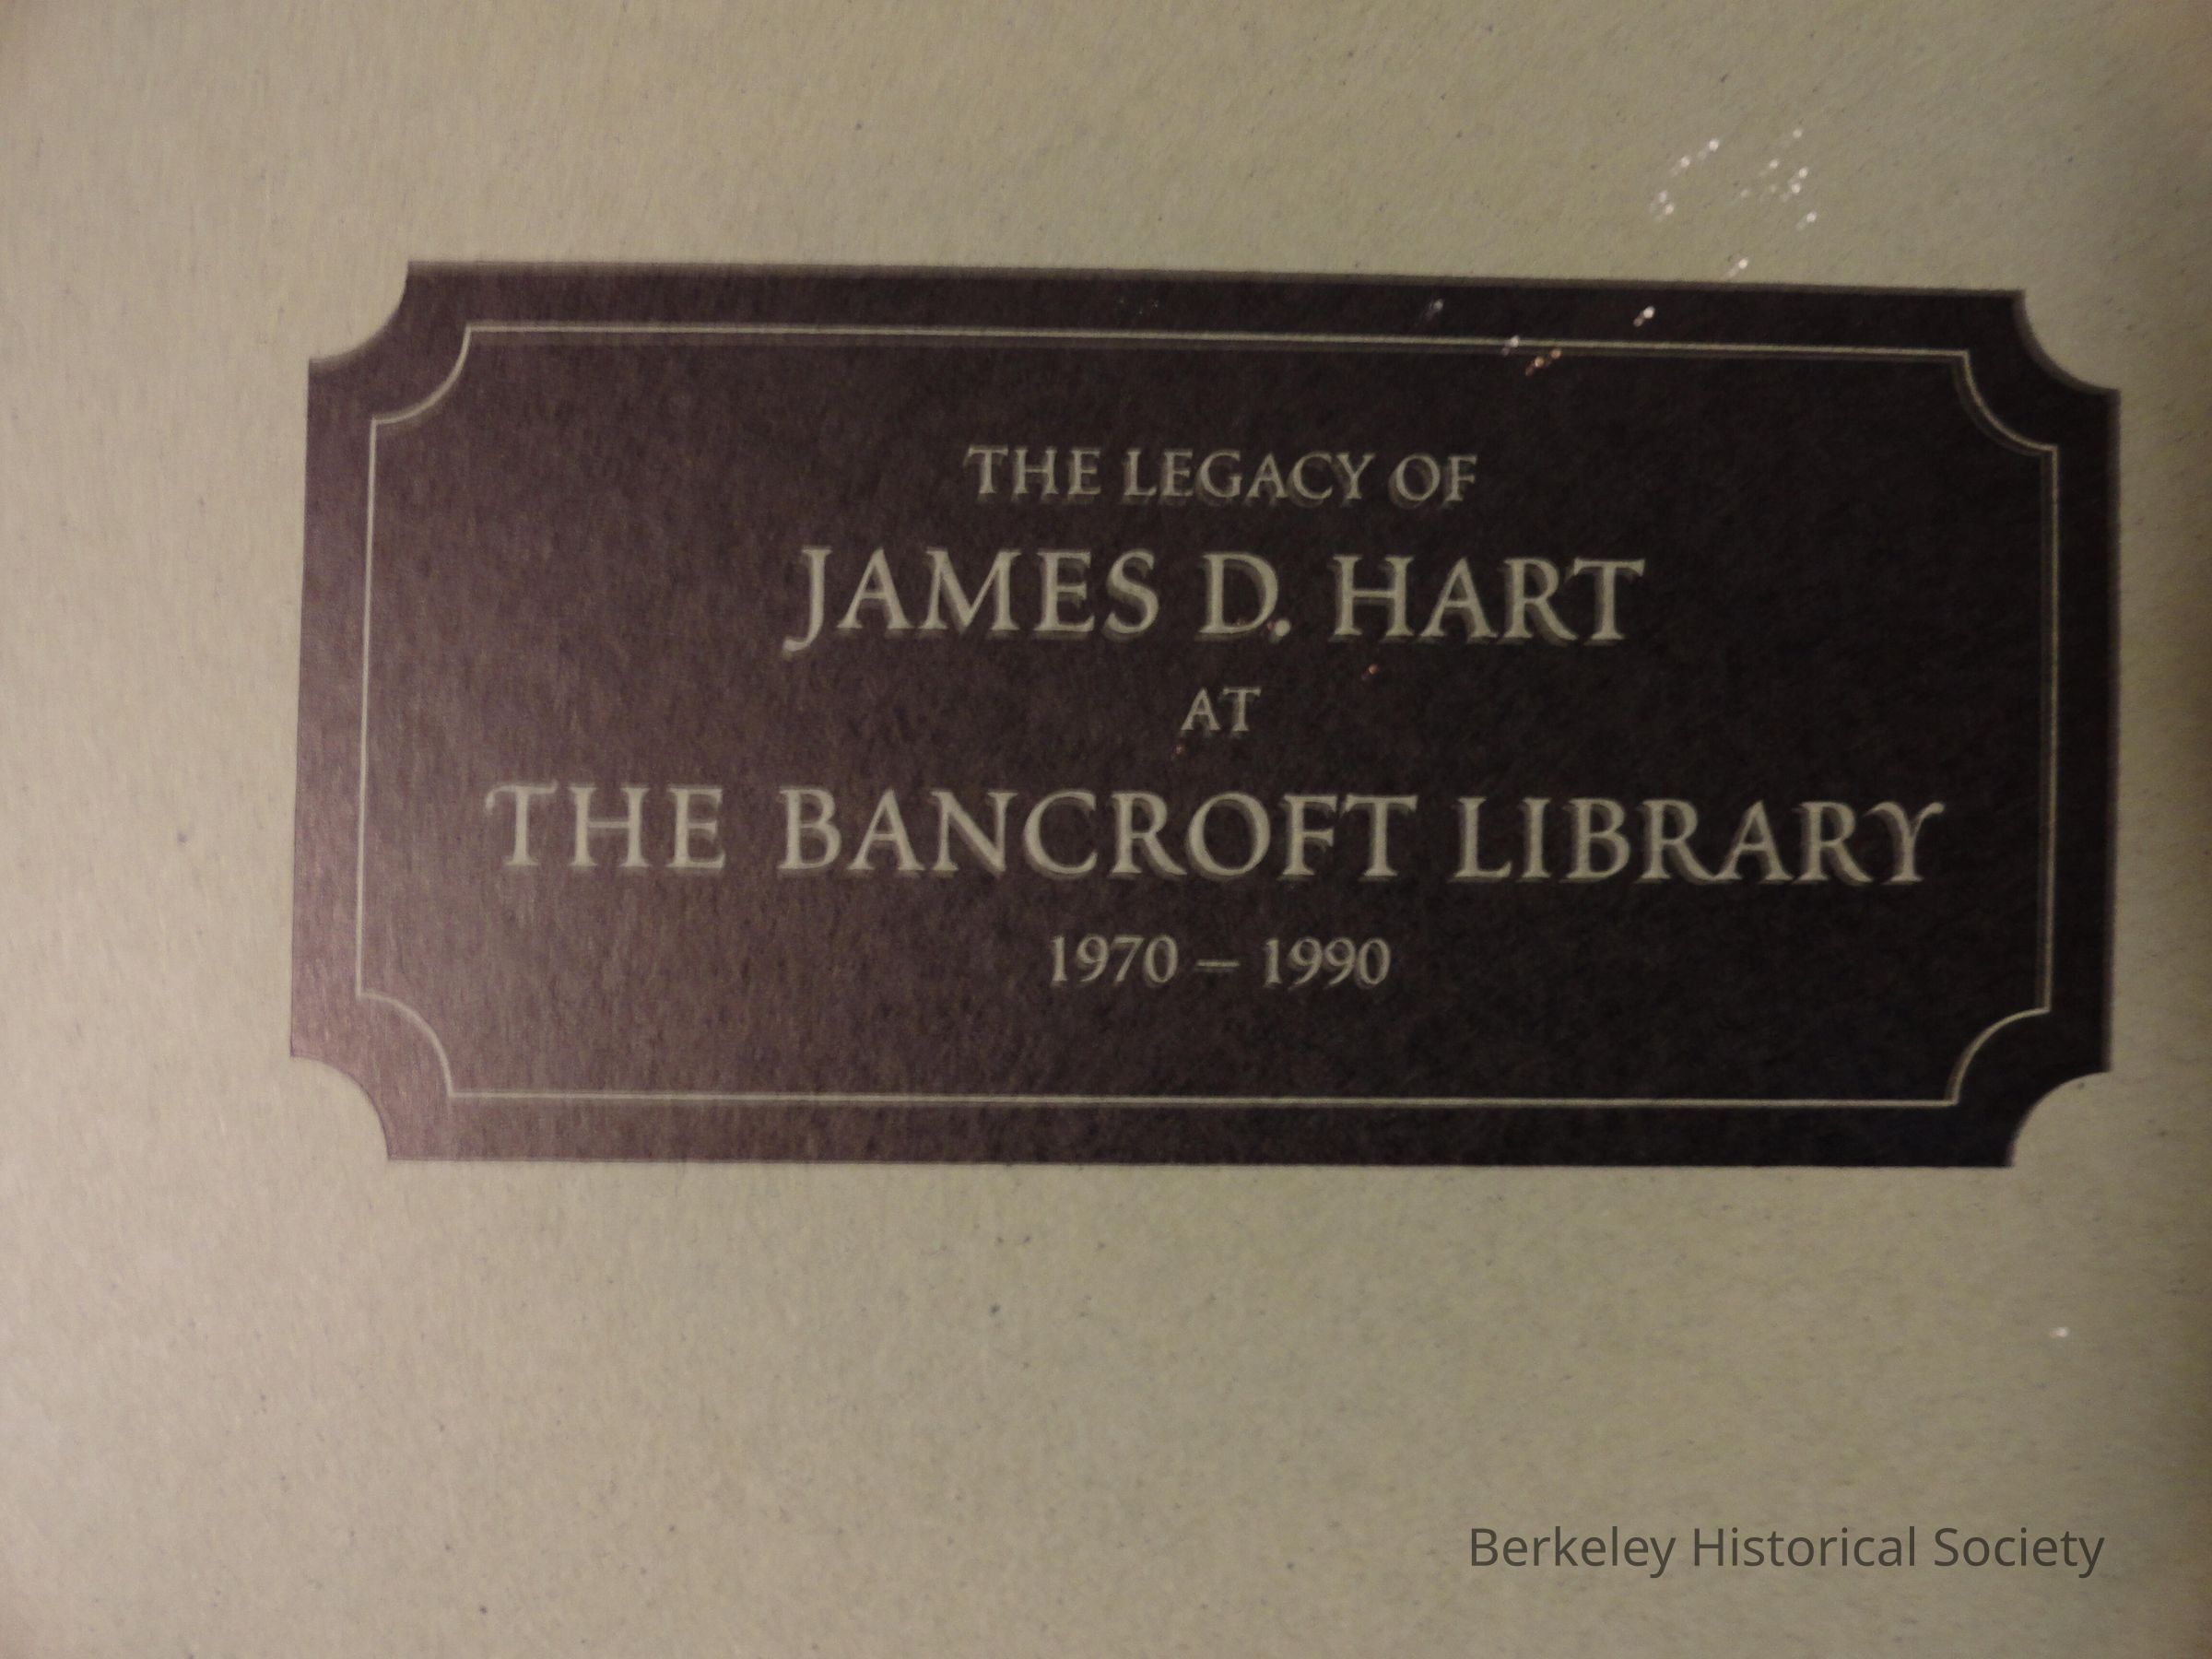 THE LEGACY OF
JAMES D. HART
AT
THE BANCROFT LIBRARY
1970 – 1990
Berkeley Historical Society